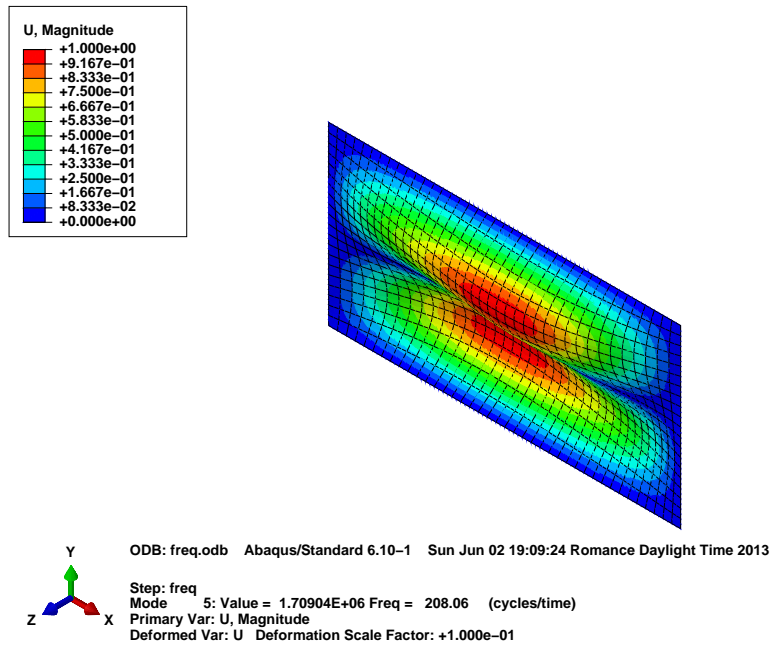 U, Magnitude
+1.000e+00
+9.167e−01
+8.333e−01
+7.500e−01
+6.667e−01
+5.833e−01
+5.000e−01
+4.167e−01
+3.333e−01
+2.500e−01
+1.667e−01
+8.333e−02
+0.000e+00
Y
Z X
ODB: freq.odb Abaqus/Standard 6.10−1 Sun Jun 02 19:09:24 Romance Daylight Time 2013
Step: freq
Mode 5: Value = 1.70904E+06 Freq = 208.06 (cycles/time)
Primary Var: U, Magnitude
Deformed Var: U Deformation Scale Factor: +1.000e−01